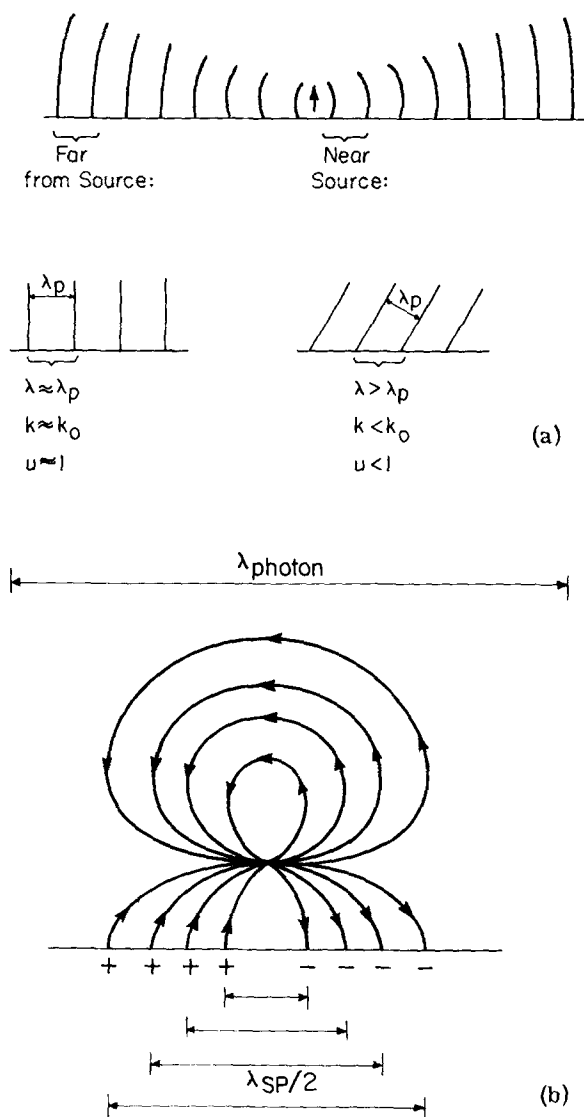 Far
from Source:
Near
Source:
λp
λp
λ≈λp
k≈k₀
u≈1
λ>λp
k<k₀
u<1
(a)
λphoton
+ + + + − − − −
λSP/2
(b)